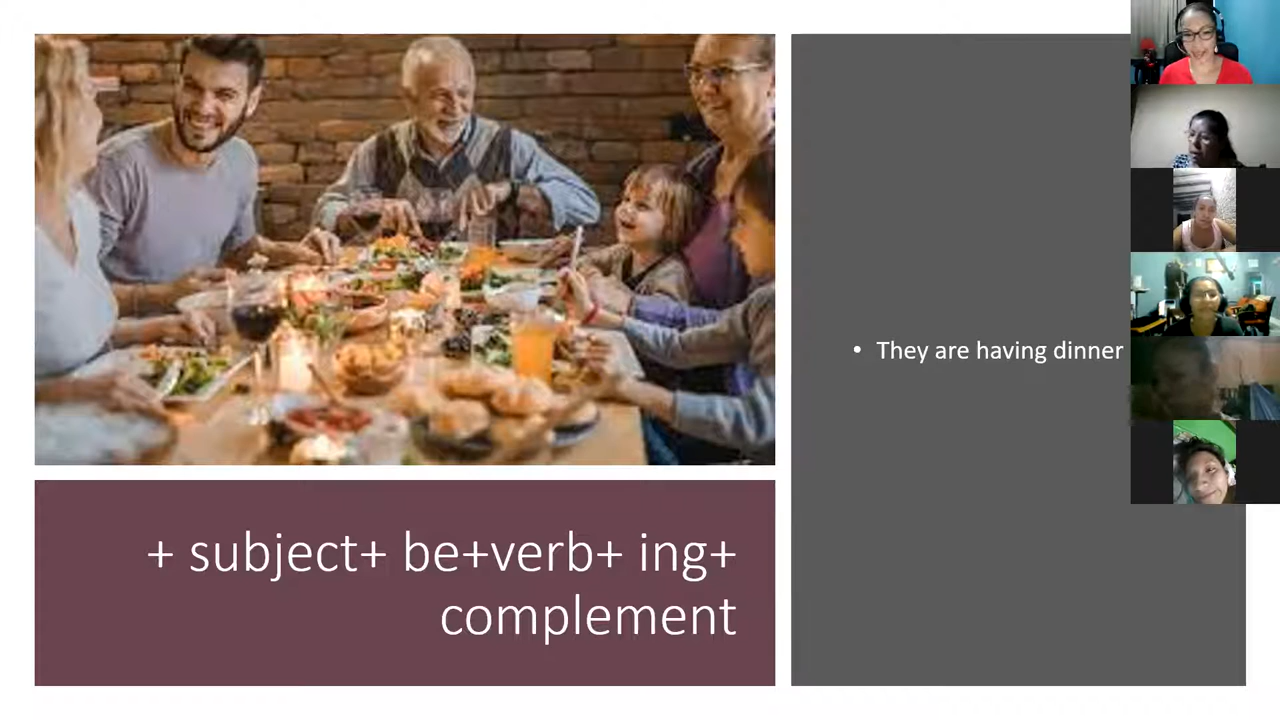 • They are having dinner
+ subject+ be+verb+ ing+
complement